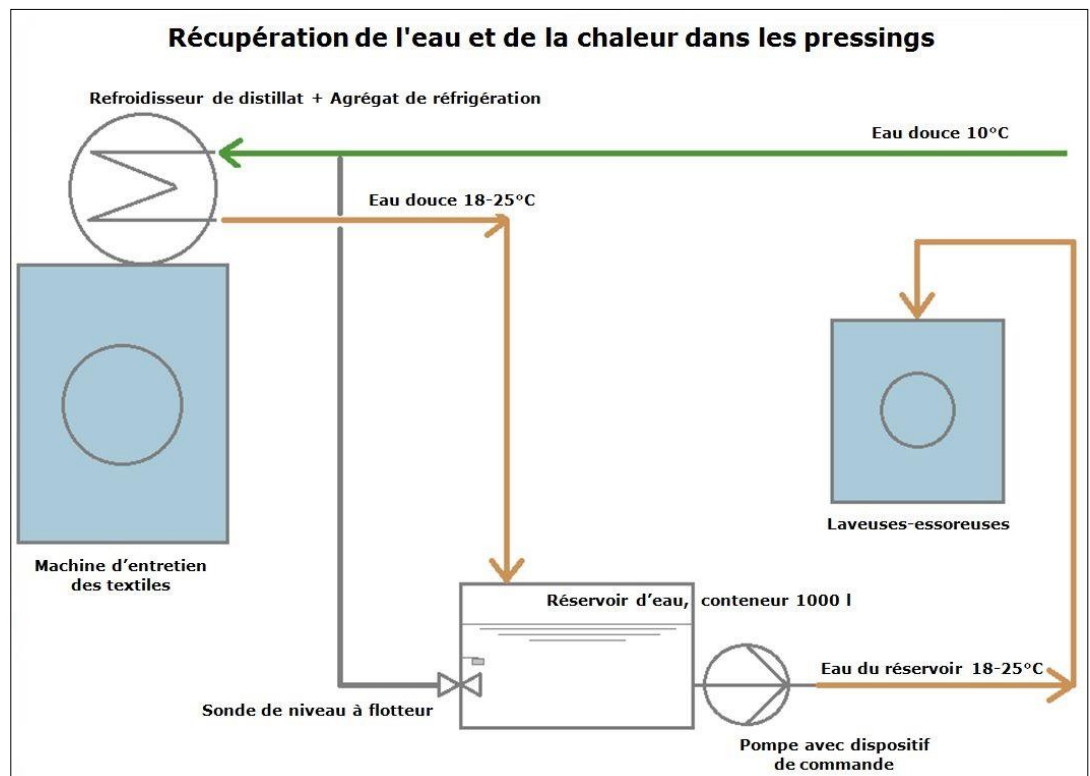 Récupération de l'eau et de la chaleur dans les pressings
Refroidisseur de distillat + Agrégat de réfrigération
Eau douce 10°C
Eau douce 18-25°C
Laveuses-essoreuses
Machine d’entretien
des textiles
Réservoir d’eau, conteneur 1000 l
Eau du réservoir 18-25°C
Sonde de niveau à flotteur
Pompe avec dispositif
de commande